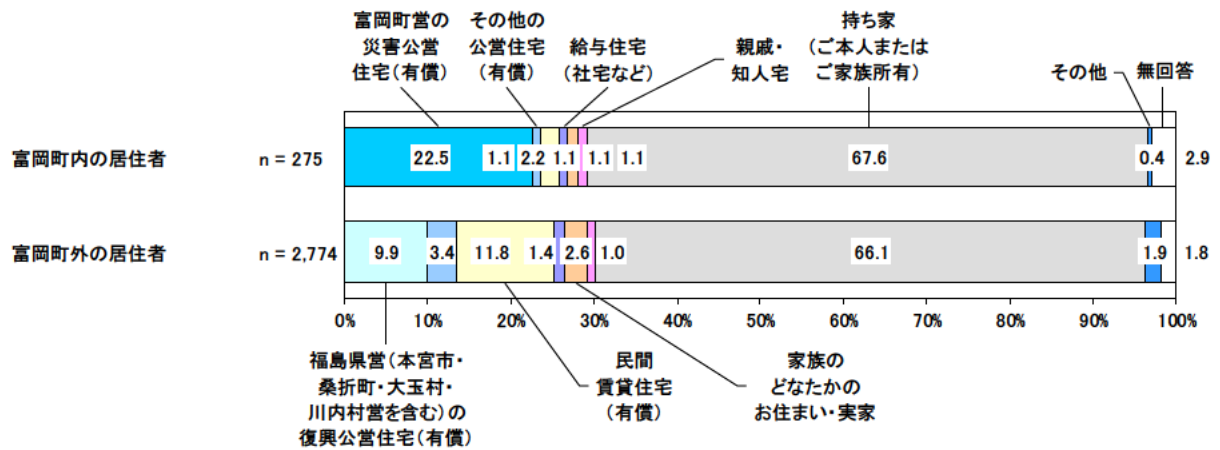 富岡町営の
災害公営
住宅(有償)
その他の
公営住宅
(有償)
給与住宅
(社宅など)
親戚・
知人宅
持ち家
(ご本人または
ご家族所有)
その他
無回答
富岡町内の居住者 n = 275 22.5 1.1 2.2 1.1 1.1 1.1 67.6 0.4 2.9
富岡町外の居住者 n = 2,774 9.9 3.4 11.8 1.4 2.6 1.0 66.1 1.9 1.8
0% 10% 20% 30% 40% 50% 60% 70% 80% 90% 100%
福島県営(本宮市・
桑折町・大玉村・
川内村営を含む)の
復興公営住宅(有償)
民間
賃貸住宅
(有償)
家族の
どなたかの
お住まい・実家